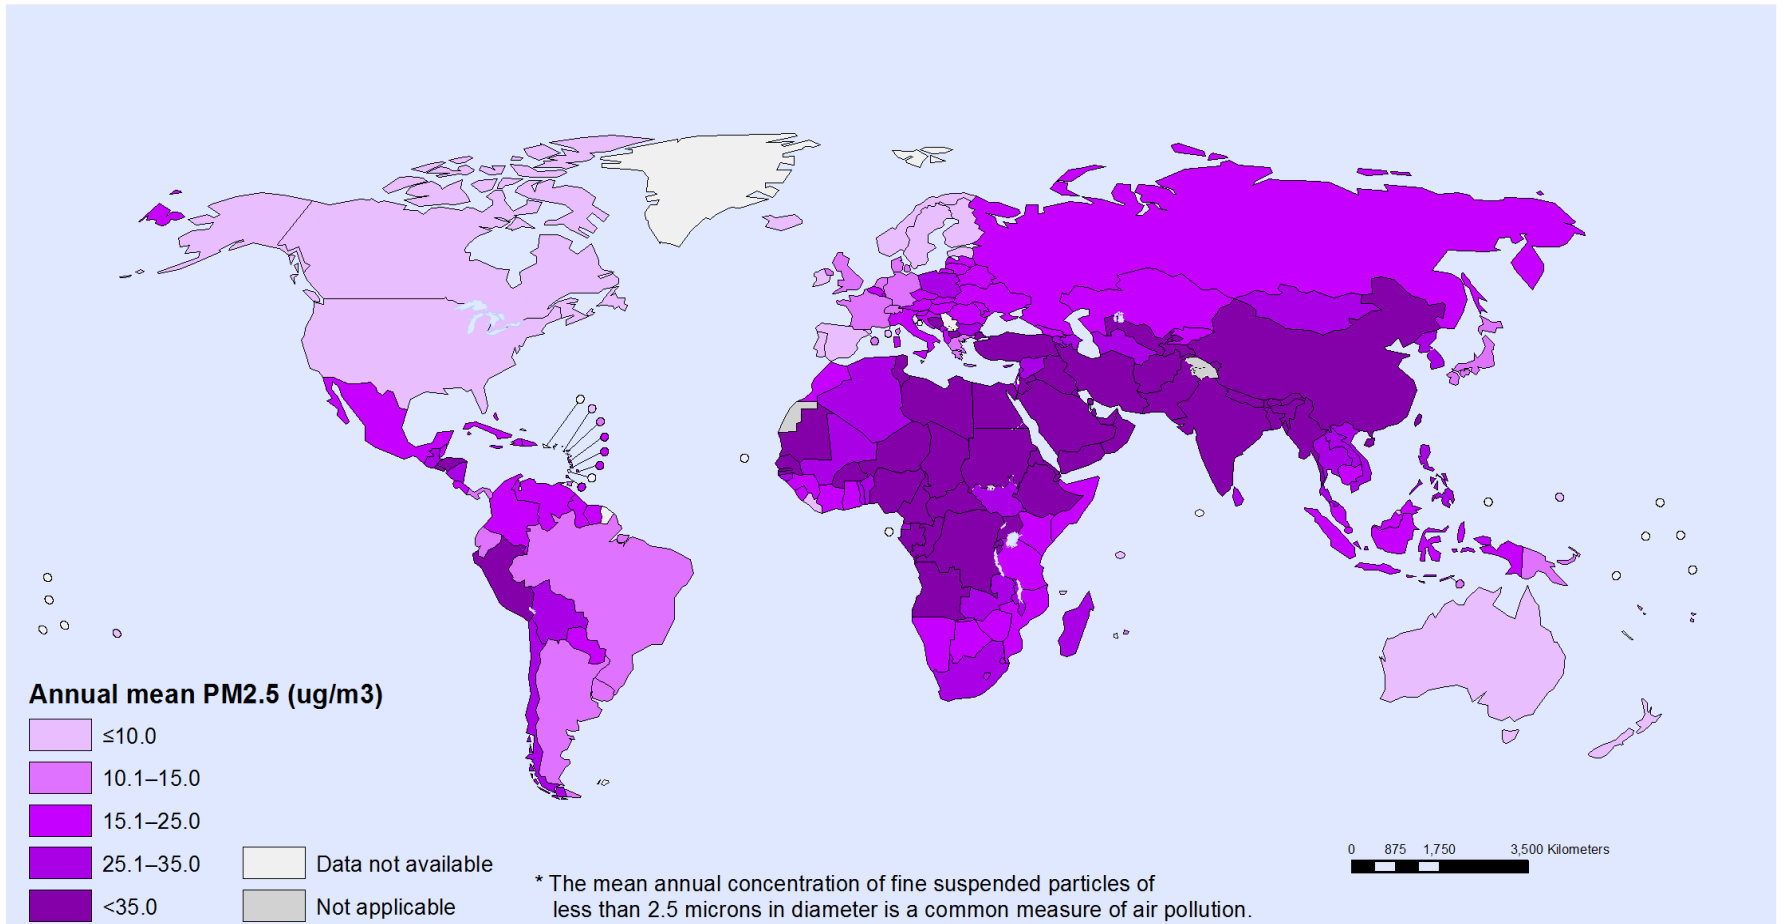 Annual mean PM2.5 (ug/m3)
≤10.0
10.1–15.0
15.1–25.0
25.1–35.0
<35.0
Data not available
Not applicable
* The mean annual concentration of fine suspended particles of
less than 2.5 microns in diameter is a common measure of air pollution.
0 875 1,750 3,500 Kilometers